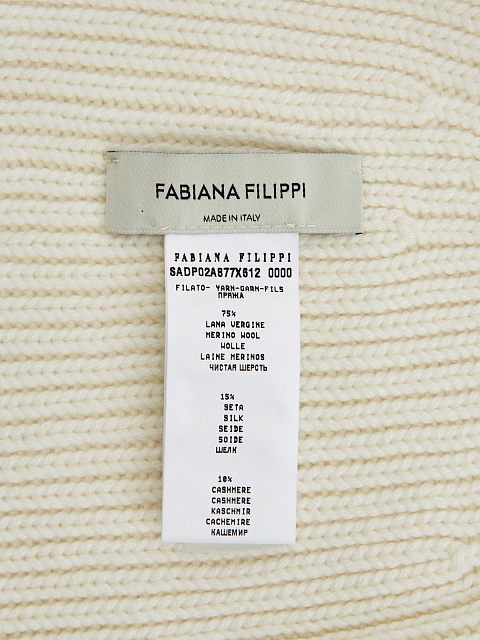 FABIANA FILIPPI
MADE IN ITALY
FABIANA FILIPPI
SADP02A877X612 0000
FILATO- YARN-GARN-FILS
ПРЯЖА
75%
LANA VERGINE
MERINO WOOL
WOLLE
LAINE MERINOS
ЧИСТАЯ ШЕРСТЬ
15%
SETA
SILK
SEIDE
SOIDE
ШЕЛК
10%
CASHMERE
CASHMERE
KASCHMIR
CACHEMIRE
КАШЕМИР